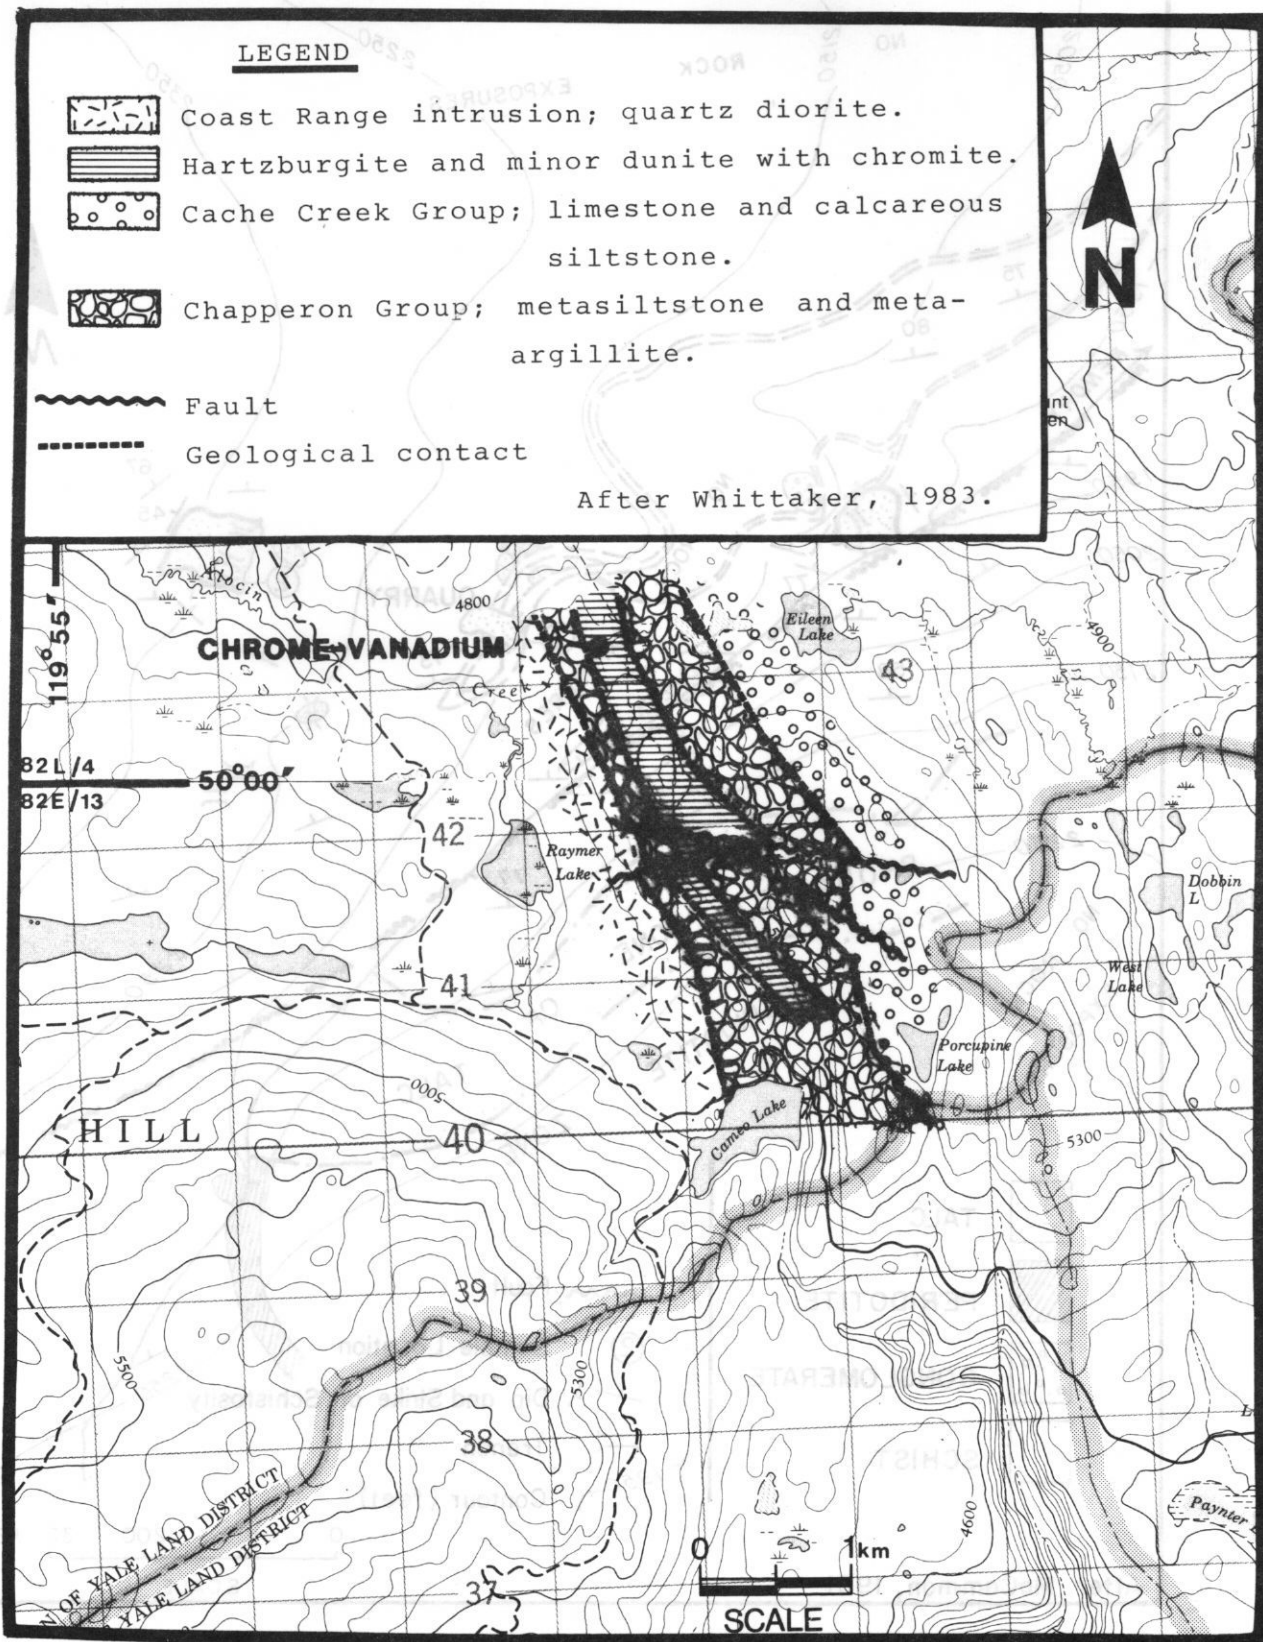 LEGEND
Coast Range intrusion; quartz diorite.
Hartzburgite and minor dunite with chromite.
Cache Creek Group; limestone and calcareous
siltstone.
Chapperon Group; metasiltstone and meta-
argillite.
Fault
Geological contact
After Whittaker, 1983.
N
119°55'
4800
CHROME-VANADIUM
Creek
Eileen
Lake
4900
43
82L/4
50°00'
82E/13
42
Raymer
Lake
Dobbin
L
West
Lake
41
Porcupine
Lake
5000
HILL
40
Cameo Lake
5300
39
5500
5300
38
4600
Paynter
N OF YALE LAND DISTRICT
YALE LAND DISTRICT
37
0 1km
SCALE